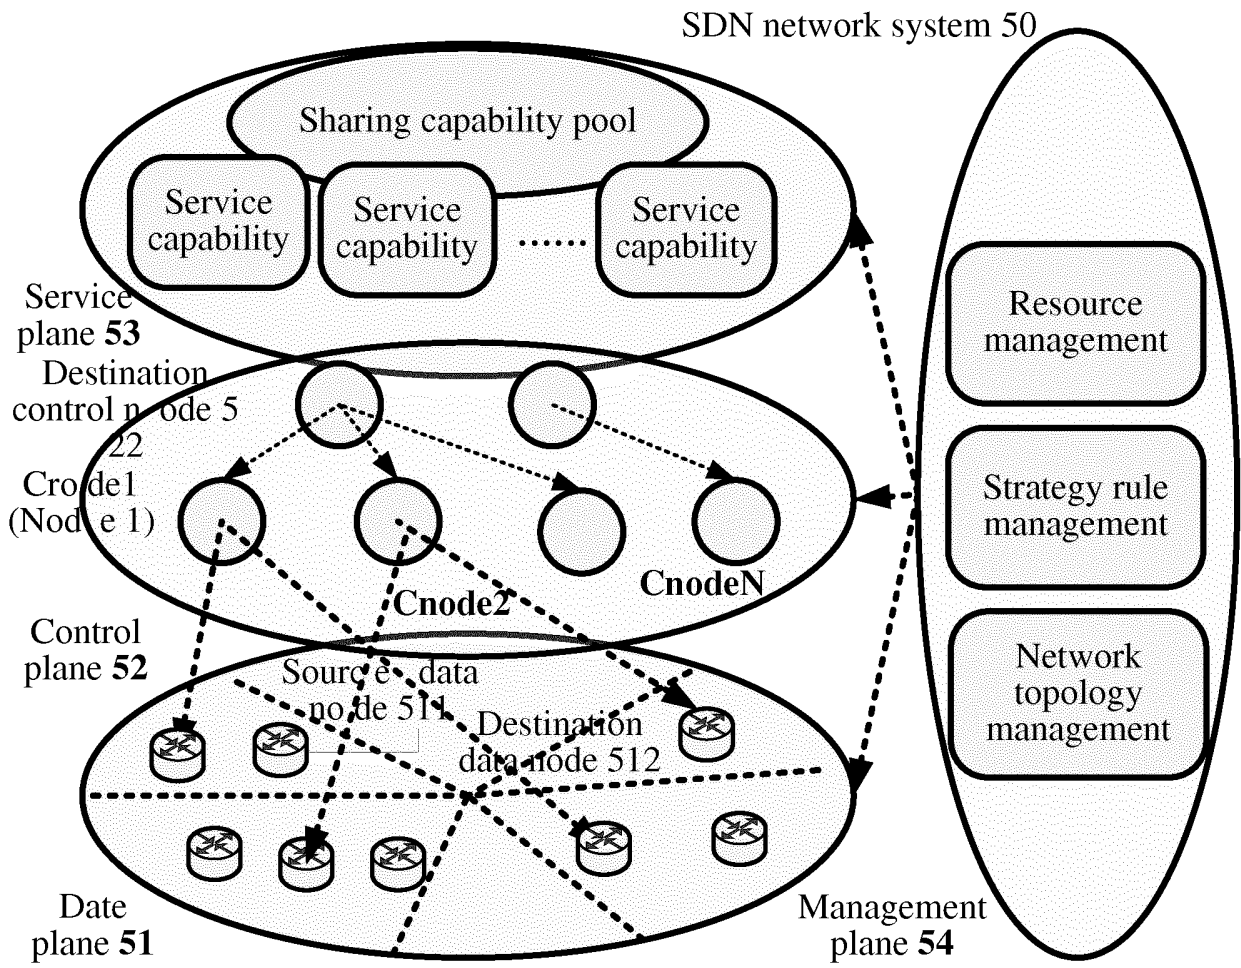 SDN network system 50
Sharing capability pool
Service
capability
Service
capability
......
Service
capability
Service
plane 53
Destination
control n ode 5
22
Cro de1
(Nod e 1)
Cnode2
CnodeN
Control
plane 52
Sourc e data
no de 511
Destination
data node 512
Date
plane 51
Resource
management
Strategy rule
management
Network
topology
management
Management
plane 54